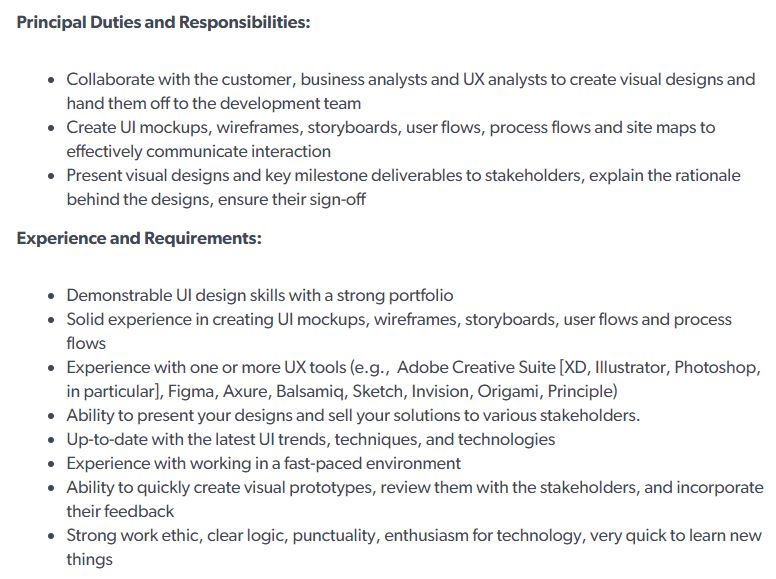 Principal Duties and Responsibilities:
• Collaborate with the customer, business analysts and UX analysts to create visual designs and
hand them off to the development team
• Create UI mockups, wireframes, storyboards, user flows, process flows and site maps to
effectively communicate interaction
• Present visual designs and key milestone deliverables to stakeholders, explain the rationale
behind the designs, ensure their sign-off
Experience and Requirements:
• Demonstrable UI design skills with a strong portfolio
• Solid experience in creating UI mockups, wireframes, storyboards, user flows and process
flows
• Experience with one or more UX tools (e.g.,  Adobe Creative Suite [XD, Illustrator, Photoshop,
in particular], Figma, Axure, Balsamiq, Sketch, Invision, Origami, Principle)
• Ability to present your designs and sell your solutions to various stakeholders.
• Up-to-date with the latest UI trends, techniques, and technologies
• Experience with working in a fast-paced environment
• Ability to quickly create visual prototypes, review them with the stakeholders, and incorporate
their feedback
• Strong work ethic, clear logic, punctuality, enthusiasm for technology, very quick to learn new
things